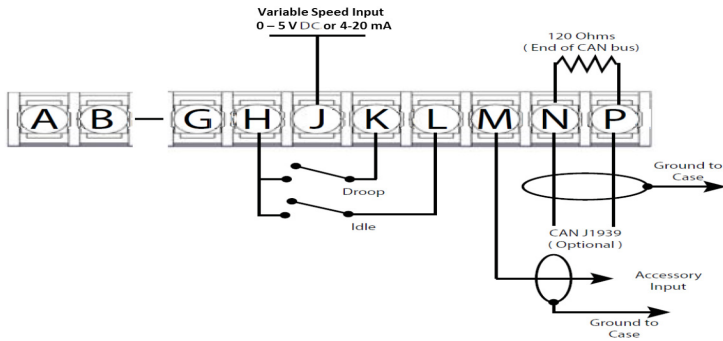 Variable Speed Input
0 – 5 V DC or 4-20 mA
120 Ohms
( End of CAN bus)
A B G H J K L M N P
Droop
Idle
Ground to
Case
CAN J1939
( Optional )
Accessory
Input
Ground to
Case